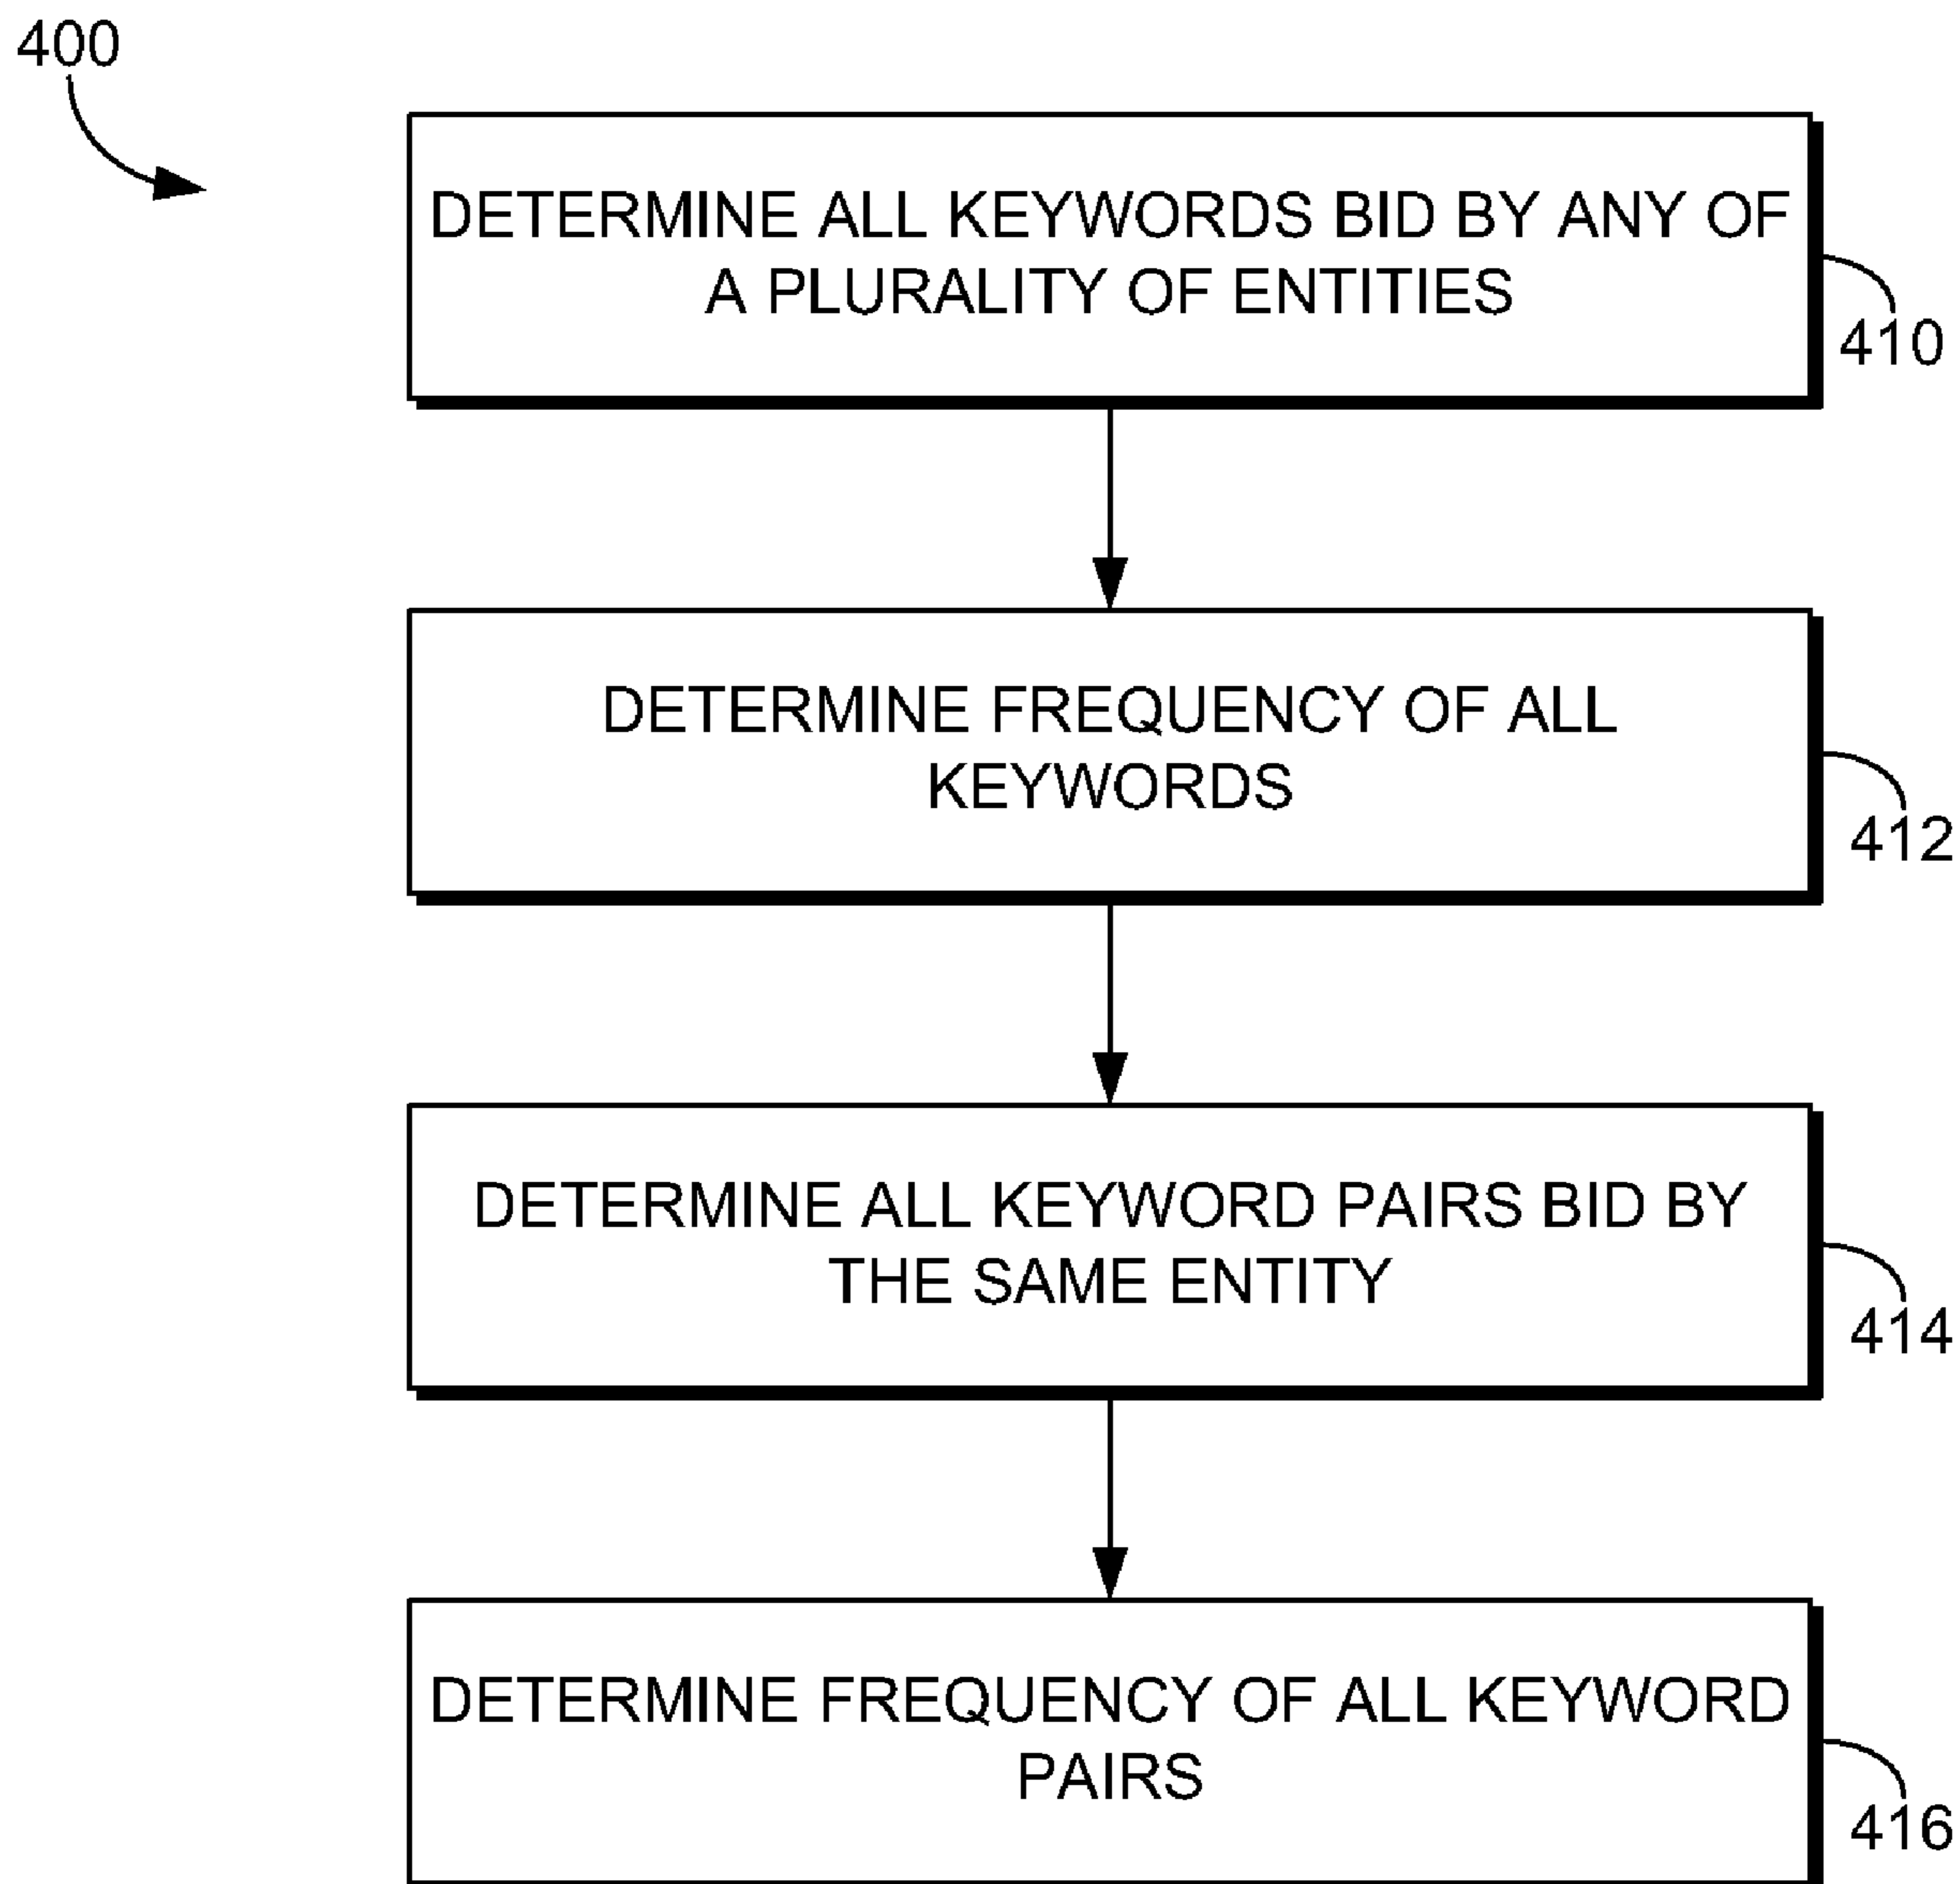 400
DETERMINE ALL KEYWORDS BID BY ANY OF
A PLURALITY OF ENTITIES
410
DETERMINE FREQUENCY OF ALL
KEYWORDS
412
DETERMINE ALL KEYWORD PAIRS BID BY
THE SAME ENTITY
414
DETERMINE FREQUENCY OF ALL KEYWORD
PAIRS
416